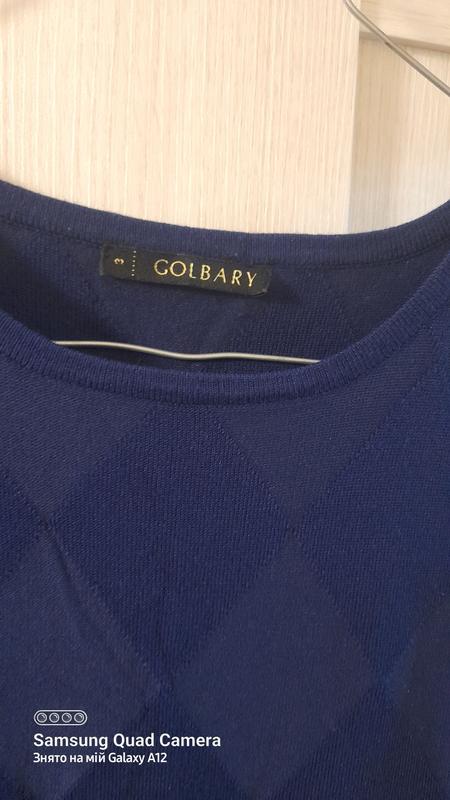 3 GOLBARY
Samsung Quad Camera
Знято на мій Galaxy A12